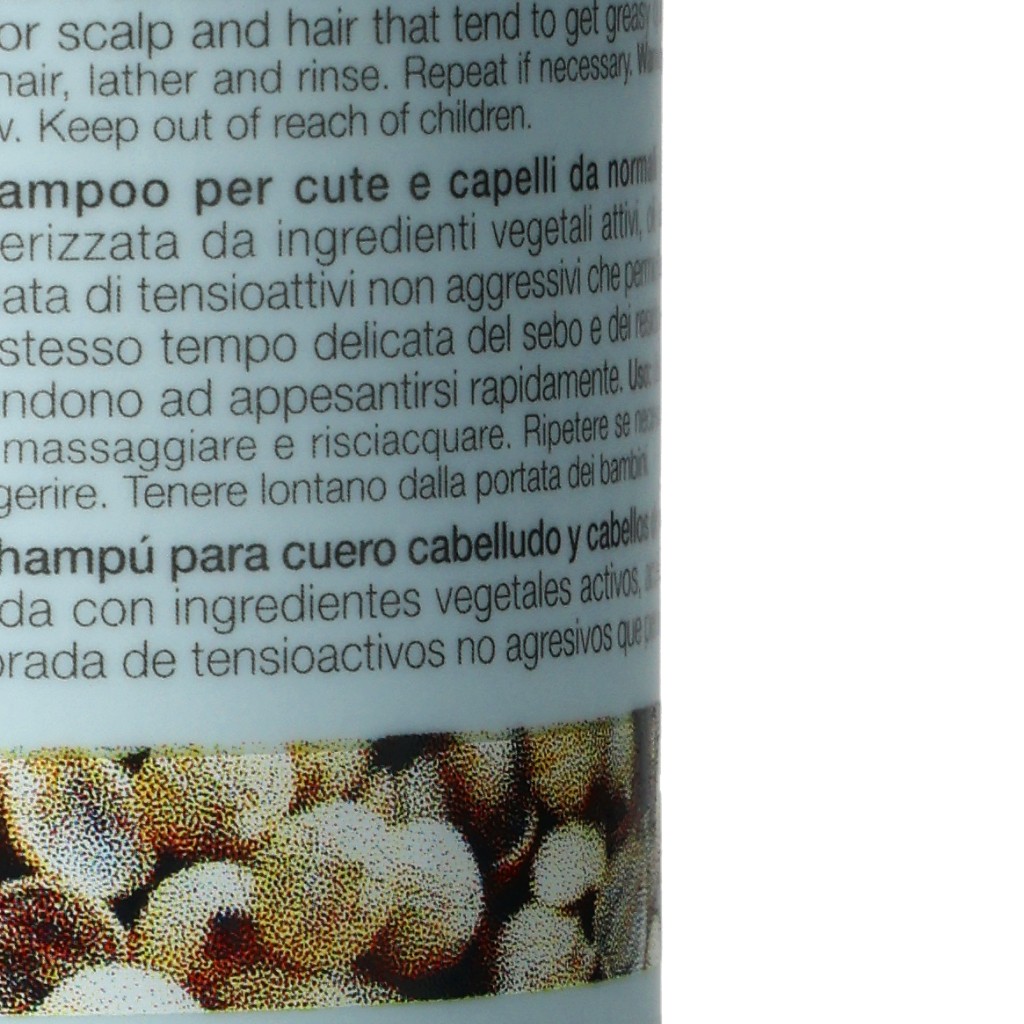 or scalp and hair that tend to get greasy
hair, lather and rinse. Repeat if necessary.
w. Keep out of reach of children.
ampoo per cute e capelli da normali
erizzata da ingredienti vegetali attivi,
ata di tensioattivi non aggressivi che
stesso tempo delicata del sebo e dei
ndono ad appesantirsi rapidamente.
massaggiare e risciacquare. Ripetere se
gerire. Tenere lontano dalla portata dei bambini.
hampú para cuero cabelludo y cabellos
da con ingredientes vegetales activos,
orada de tensioactivos no agresivos que